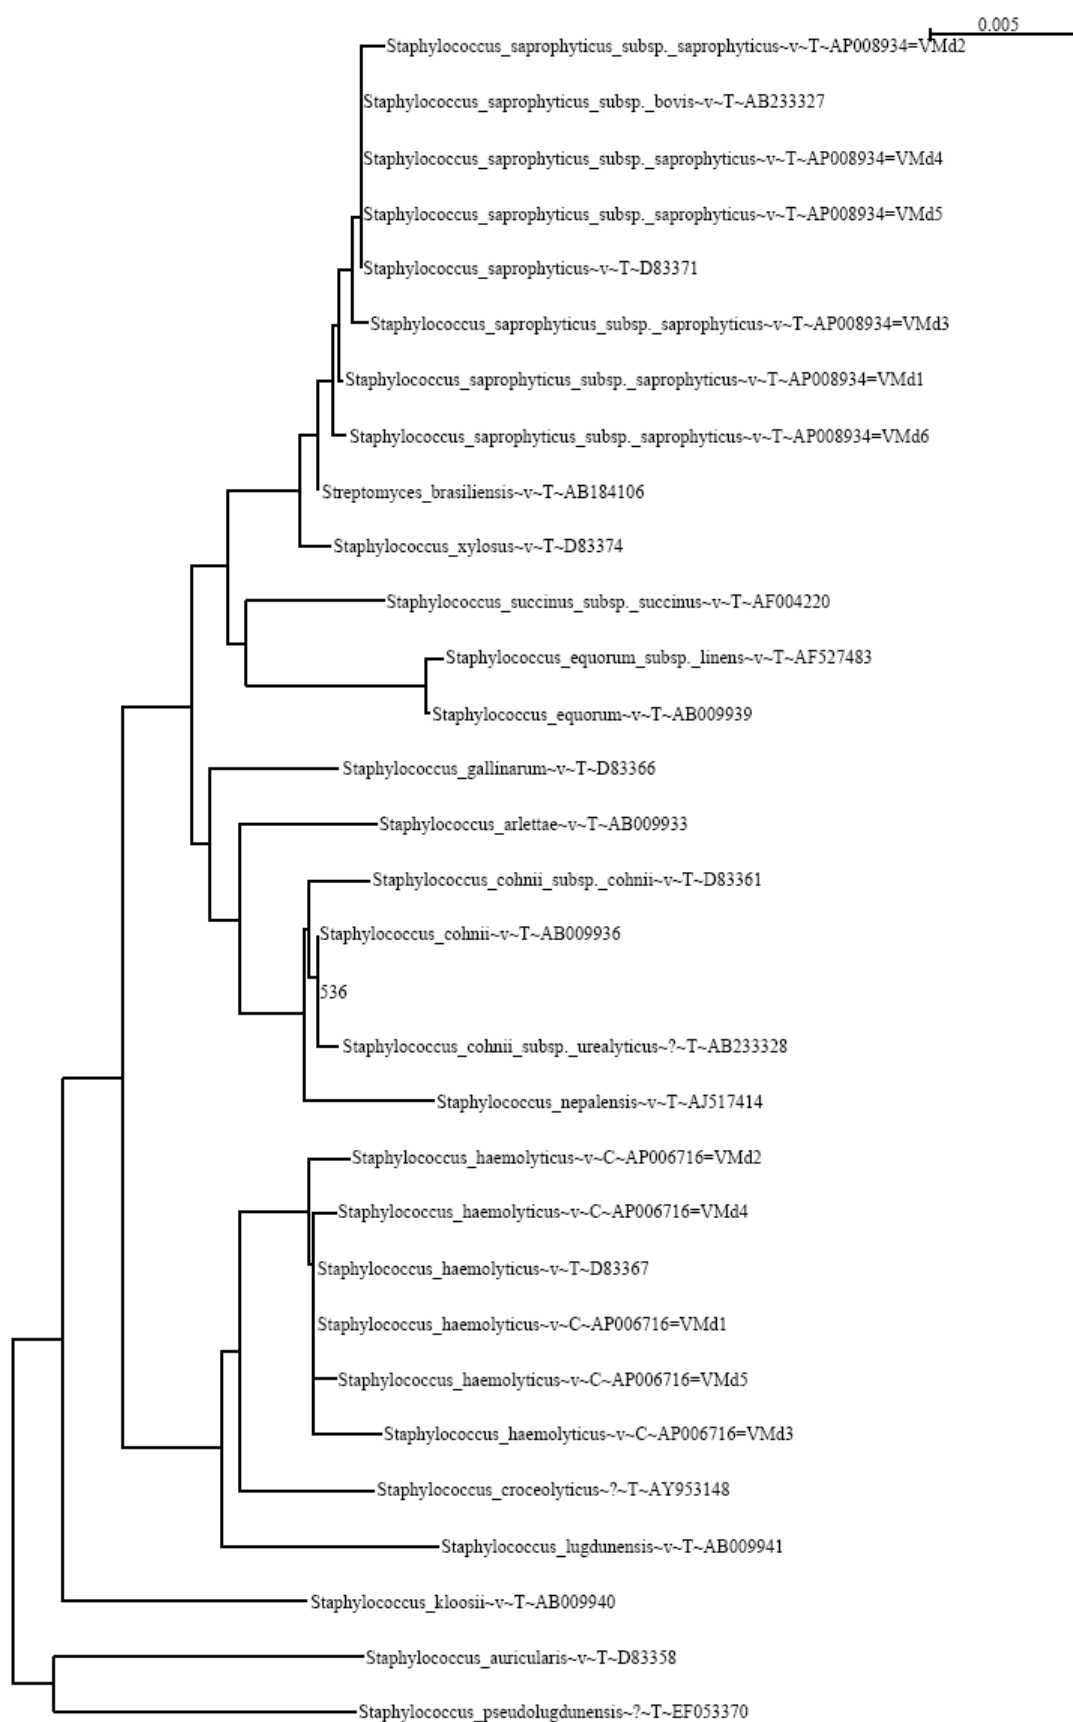 0.005
Staphylococcus_saprophyticus_subsp._saprophyticus~v~T~AP008934=VMd2
Staphylococcus_saprophyticus_subsp._bovis~v~T~AB233327
Staphylococcus_saprophyticus_subsp._saprophyticus~v~T~AP008934=VMd4
Staphylococcus_saprophyticus_subsp._saprophyticus~v~T~AP008934=VMd5
Staphylococcus_saprophyticus~v~T~D83371
Staphylococcus_saprophyticus_subsp._saprophyticus~v~T~AP008934=VMd3
Staphylococcus_saprophyticus_subsp._saprophyticus~v~T~AP008934=VMd1
Staphylococcus_saprophyticus_subsp._saprophyticus~v~T~AP008934=VMd6
Streptomyces_brasiliensis~v~T~AB184106
Staphylococcus_xylosus~v~T~D83374
Staphylococcus_succinus_subsp._succinus~v~T~AF004220
Staphylococcus_equorum_subsp._linens~v~T~AF527483
Staphylococcus_equorum~v~T~AB009939
Staphylococcus_gallinarum~v~T~D83366
Staphylococcus_arlettae~v~T~AB009933
Staphylococcus_cohnii_subsp._cohnii~v~T~D83361
Staphylococcus_cohnii~v~T~AB009936
536
Staphylococcus_cohnii_subsp._urealyticus~?~T~AB233328
Staphylococcus_nepalensis~v~T~AJ517414
Staphylococcus_haemolyticus~v~C~AP006716=VMd2
Staphylococcus_haemolyticus~v~C~AP006716=VMd4
Staphylococcus_haemolyticus~v~T~D83367
Staphylococcus_haemolyticus~v~C~AP006716=VMd1
Staphylococcus_haemolyticus~v~C~AP006716=VMd5
Staphylococcus_haemolyticus~v~C~AP006716=VMd3
Staphylococcus_croceolyticus~?~T~AY953148
Staphylococcus_lugdunensis~v~T~AB009941
Staphylococcus_kloosii~v~T~AB009940
Staphylococcus_auricularis~v~T~D83358
Staphylococcus_pseudolugdunensis~?~T~EF053370